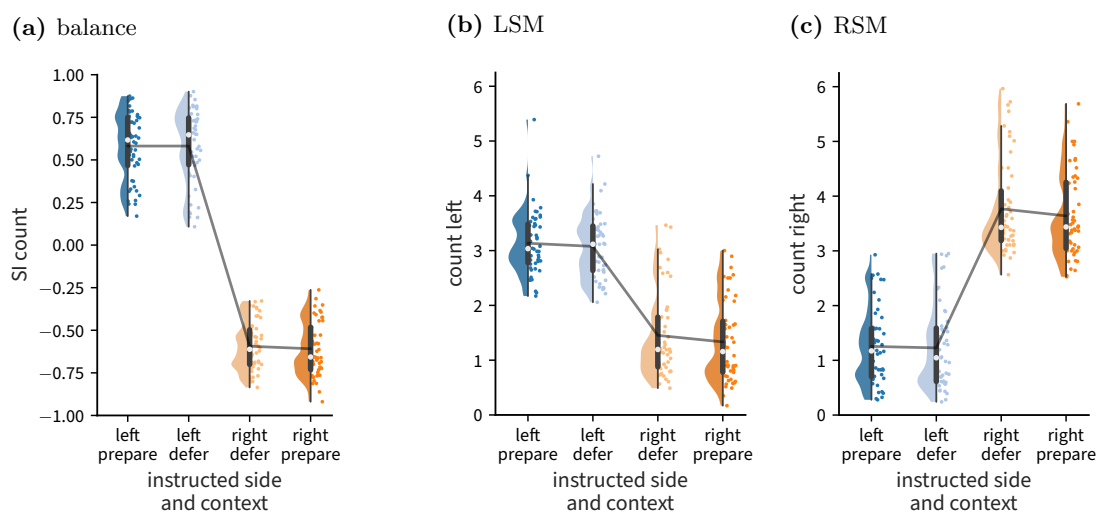 (a) balance
SI count
1.00
0.75
0.50
0.25
0.00
−0.25
−0.50
−0.75
−1.00
left prepare
left defer
right defer
right prepare
instructed side
and context
(b) LSM
count left
6
5
4
3
2
1
0
left prepare
left defer
right defer
right prepare
instructed side
and context
(c) RSM
count right
6
5
4
3
2
1
0
left prepare
left defer
right defer
right prepare
instructed side
and context